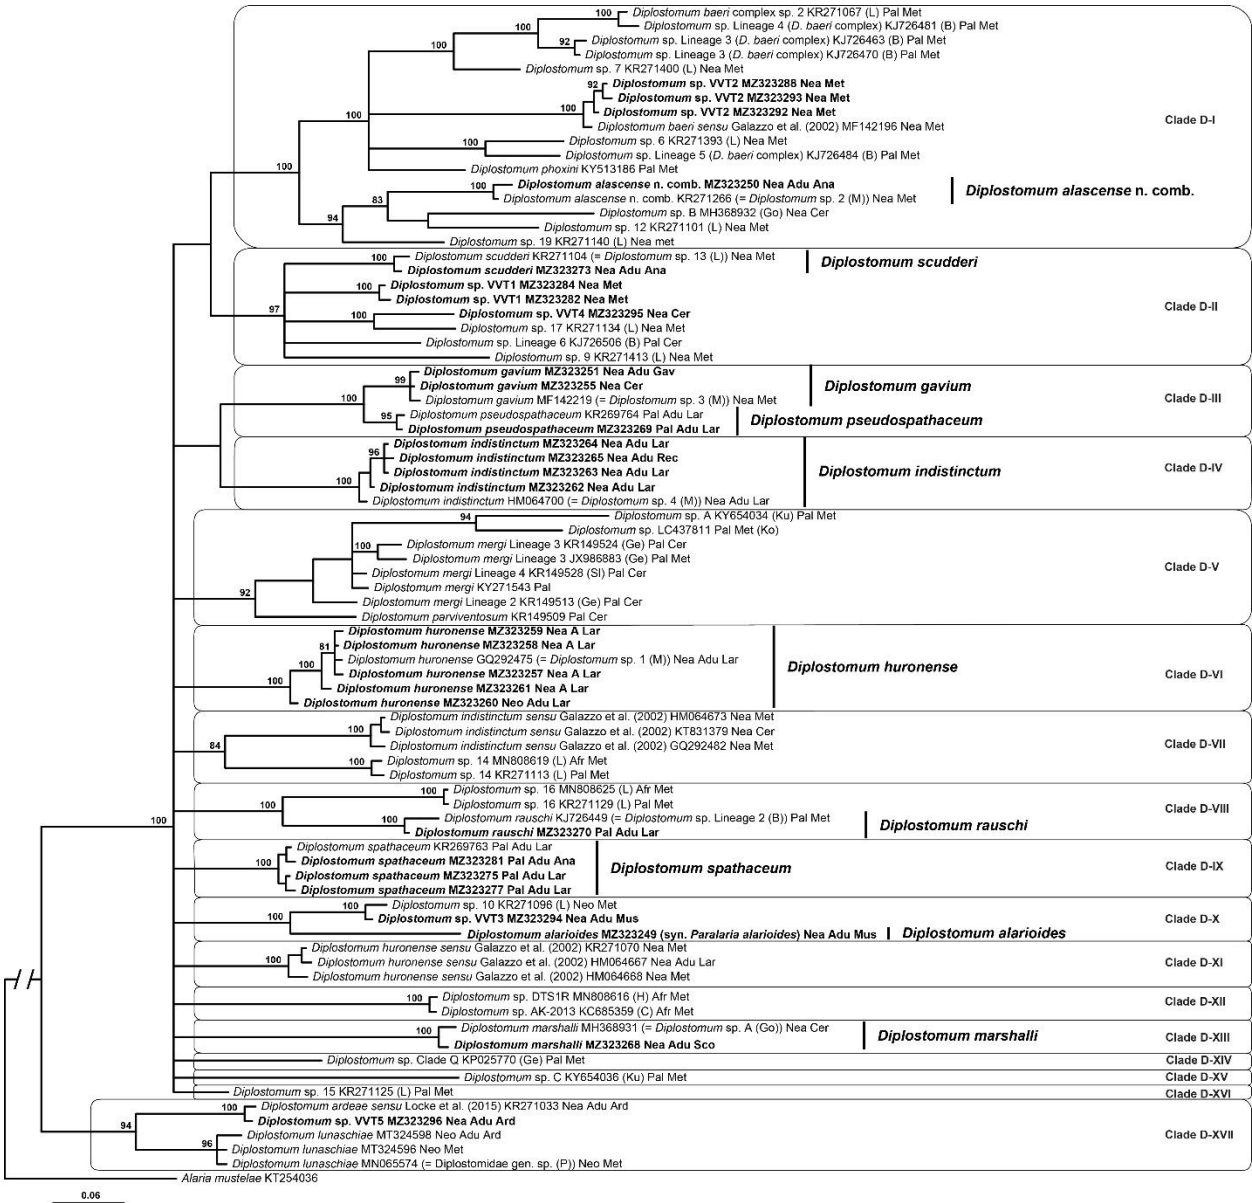 Diplostomum baeri complex sp. 2 KR271067 (L) Pal Met
Diplostomum sp. Lineage 4 (D. baeri complex) KJ726481 (B) Pal Met
Diplostomum sp. Lineage 3 (D. baeri complex) KJ726463 (B) Pal Met
Diplostomum sp. Lineage 3 (D. baeri complex) KJ726470 (B) Pal Met
Diplostomum sp. 7 KR271400 (L) Nea Met
Diplostomum sp. VVT2 MZ323288 Nea Met
Diplostomum sp. VVT2 MZ323293 Nea Met
Diplostomum sp. VVT2 MZ323292 Nea Met
Diplostomum baeri sensu Galazzo et al. (2002) MF142196 Nea Met
Diplostomum sp. 6 KR271393 (L) Nea Met
Diplostomum sp. Lineage 5 (D. baeri complex) KJ726484 (B) Pal Met
Diplostomum phoxini KY513186 Pal Met
Diplostomum alascense n. comb. MZ323250 Nea Adu Ana
Diplostomum alascense n. comb. KR271266 (= Diplostomum sp. 2 (M)) Nea Met
Diplostomum sp. B MH368932 (Go) Nea Cer
Diplostomum sp. 12 KR271101 (L) Nea Met
Diplostomum sp. 19 KR271140 (L) Nea met
100
100
100
92
92
100
100
100
100
100
83
94
Clade D-I
Diplostomum alascense n. comb.
Diplostomum scudderi KR271104 (= Diplostomum sp. 13 (L)) Nea Met
Diplostomum scudderi MZ323273 Nea Adu Ana
Diplostomum sp. VVT1 MZ323284 Nea Met
Diplostomum sp. VVT1 MZ323282 Nea Met
Diplostomum sp. VVT4 MZ323295 Nea Cer
Diplostomum sp. 17 KR271134 (L) Nea Met
Diplostomum sp. Lineage 6 KJ726506 (B) Pal Cer
Diplostomum sp. 9 KR271413 (L) Nea Met
100
100
97
100
Diplostomum scudderi
Clade D-II
Diplostomum gavium MZ323251 Nea Adu Gav
Diplostomum gavium MZ323255 Nea Cer
Diplostomum gavium MF142219 (= Diplostomum sp. 3 (M)) Nea Met
Diplostomum pseudospathaceum KR269764 Pal Adu Lar
Diplostomum pseudospathaceum MZ323269 Pal Adu Lar
99
100
95
Diplostomum gavium
Diplostomum pseudospathaceum
Clade D-III
Diplostomum indistinctum MZ323264 Nea Adu Lar
Diplostomum indistinctum MZ323265 Nea Adu Rec
Diplostomum indistinctum MZ323263 Nea Adu Lar
Diplostomum indistinctum MZ323262 Nea Adu Lar
Diplostomum indistinctum HM064700 (= Diplostomum sp. 4 (M)) Nea Adu Lar
96
100
Diplostomum indistinctum
Clade D-IV
Diplostomum sp. A KY654034 (Ku) Pal Met
Diplostomum sp. LC437811 Pal Met (Ko)
Diplostomum mergi Lineage 3 KR149524 (Ge) Pal Cer
Diplostomum mergi Lineage 3 JX986883 (Ge) Pal Met
Diplostomum mergi Lineage 4 KR149528 (Sl) Pal Cer
Diplostomum mergi KY271543 Pal
Diplostomum mergi Lineage 2 KR149513 (Ge) Pal Cer
Diplostomum parviventosum KR149509 Pal Cer
94
100
92
Clade D-V
Diplostomum huronense MZ323259 Nea A Lar
Diplostomum huronense MZ323258 Nea A Lar
Diplostomum huronense GQ292475 (= Diplostomum sp. 1 (M)) Nea Adu Lar
Diplostomum huronense MZ323257 Nea A Lar
Diplostomum huronense MZ323261 Nea A Lar
Diplostomum huronense MZ323260 Neo Adu Lar
81
100
100
Diplostomum huronense
Clade D-VI
Diplostomum indistinctum sensu Galazzo et al. (2002) HM064673 Nea Met
Diplostomum indistinctum sensu Galazzo et al. (2002) KT831379 Nea Cer
Diplostomum indistinctum sensu Galazzo et al. (2002) GQ292482 Nea Met
Diplostomum sp. 14 MN808619 (L) Afr Met
Diplostomum sp. 14 KR271113 (L) Pal Met
100
84
100
Clade D-VII
Diplostomum sp. 16 MN808625 (L) Afr Met
Diplostomum sp. 16 KR271129 (L) Pal Met
Diplostomum rauschi KJ726449 (= Diplostomum sp. Lineage 2 (B)) Pal Met
Diplostomum rauschi MZ323270 Pal Adu Lar
100
100
100
100
Diplostomum rauschi
Clade D-VIII
Diplostomum spathaceum KR269763 Pal Adu Lar
Diplostomum spathaceum MZ323281 Pal Adu Ana
Diplostomum spathaceum MZ323275 Pal Adu Lar
Diplostomum spathaceum MZ323277 Pal Adu Lar
100
Diplostomum spathaceum
Clade D-IX
Diplostomum sp. 10 KR271096 (L) Neo Met
Diplostomum sp. VVT3 MZ323294 Nea Adu Mus
Diplostomum alarioides MZ323249 (syn. Paralaria alarioides) Neo Adu Mus
100
100
Diplostomum alarioides
Clade D-X
Diplostomum huronense sensu Galazzo et al. (2002) KR271070 Nea Met
Diplostomum huronense sensu Galazzo et al. (2002) HM064667 Nea Adu Lar
Diplostomum huronense sensu Galazzo et al. (2002) HM064668 Nea Met
100
Clade D-XI
Diplostomum sp. DTS1R MN808616 (H) Afr Met
Diplostomum sp. AK-2013 KC685359 (C) Afr Met
100
Clade D-XII
Diplostomum marshalli MH368931 (= Diplostomum sp. A (Go)) Nea Cer
Diplostomum marshalli MZ323268 Nea Adu Sco
100
Diplostomum marshalli
Clade D-XIII
Diplostomum sp. Clade Q KP025770 (Ge) Pal Met
Clade D-XIV
Diplostomum sp. C KY654036 (Ku) Pal Met
Clade D-XV
Diplostomum sp. 15 KR271125 (L) Pal Met
Clade D-XVI
Diplostomum ardeae sensu Locke et al. (2015) KR271033 Nea Adu Ard
Diplostomum sp. VVT5 MZ323296 Nea Adu Ard
Diplostomum lunaschiae MT324598 Neo Adu Ard
Diplostomum lunaschiae MT324596 Neo Met
Diplostomum lunaschiae MN065574 (= Diplostomidae gen. sp. (P)) Neo Met
100
94
96
Clade D-XVII
Alaria mustelae KT254036
0.06